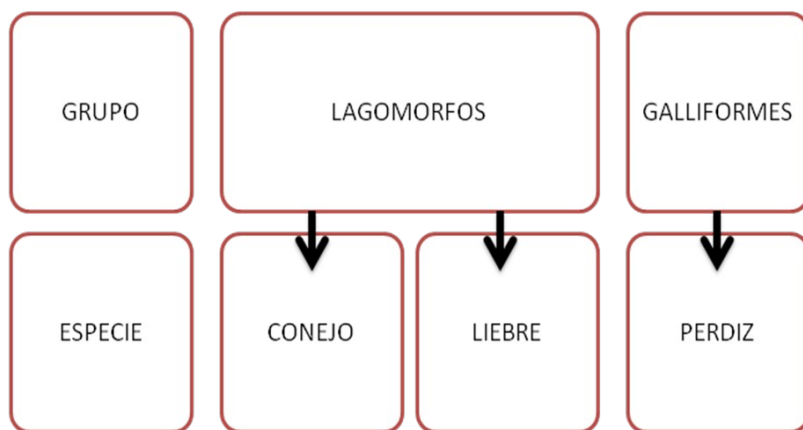 GRUPO
LAGOMORFOS
GALLIFORMES
ESPECIE
CONEJO
LIEBRE
PERDIZ